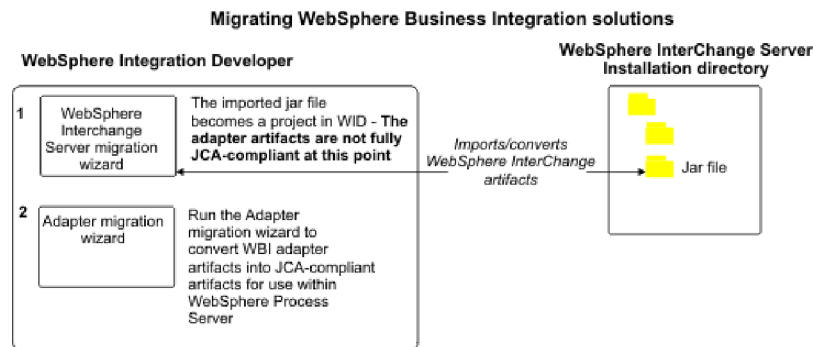 Migrating WebSphere Business Integration solutions
WebSphere Integration Developer
WebSphere InterChange Server
Installation directory
1
WebSphere
Interchange
Server migration
wizard
The imported jar file
becomes a project in WID - The
adapter artifacts are not fully
JCA-compliant at this point
Imports/converts
WebSphere InterChange
artifacts
Jar file
2
Adapter migration
wizard
Run the Adapter
migration wizard to
convert WBI adapter
artifacts into JCA-compliant
artifacts for use within
WebSphere Process
Server